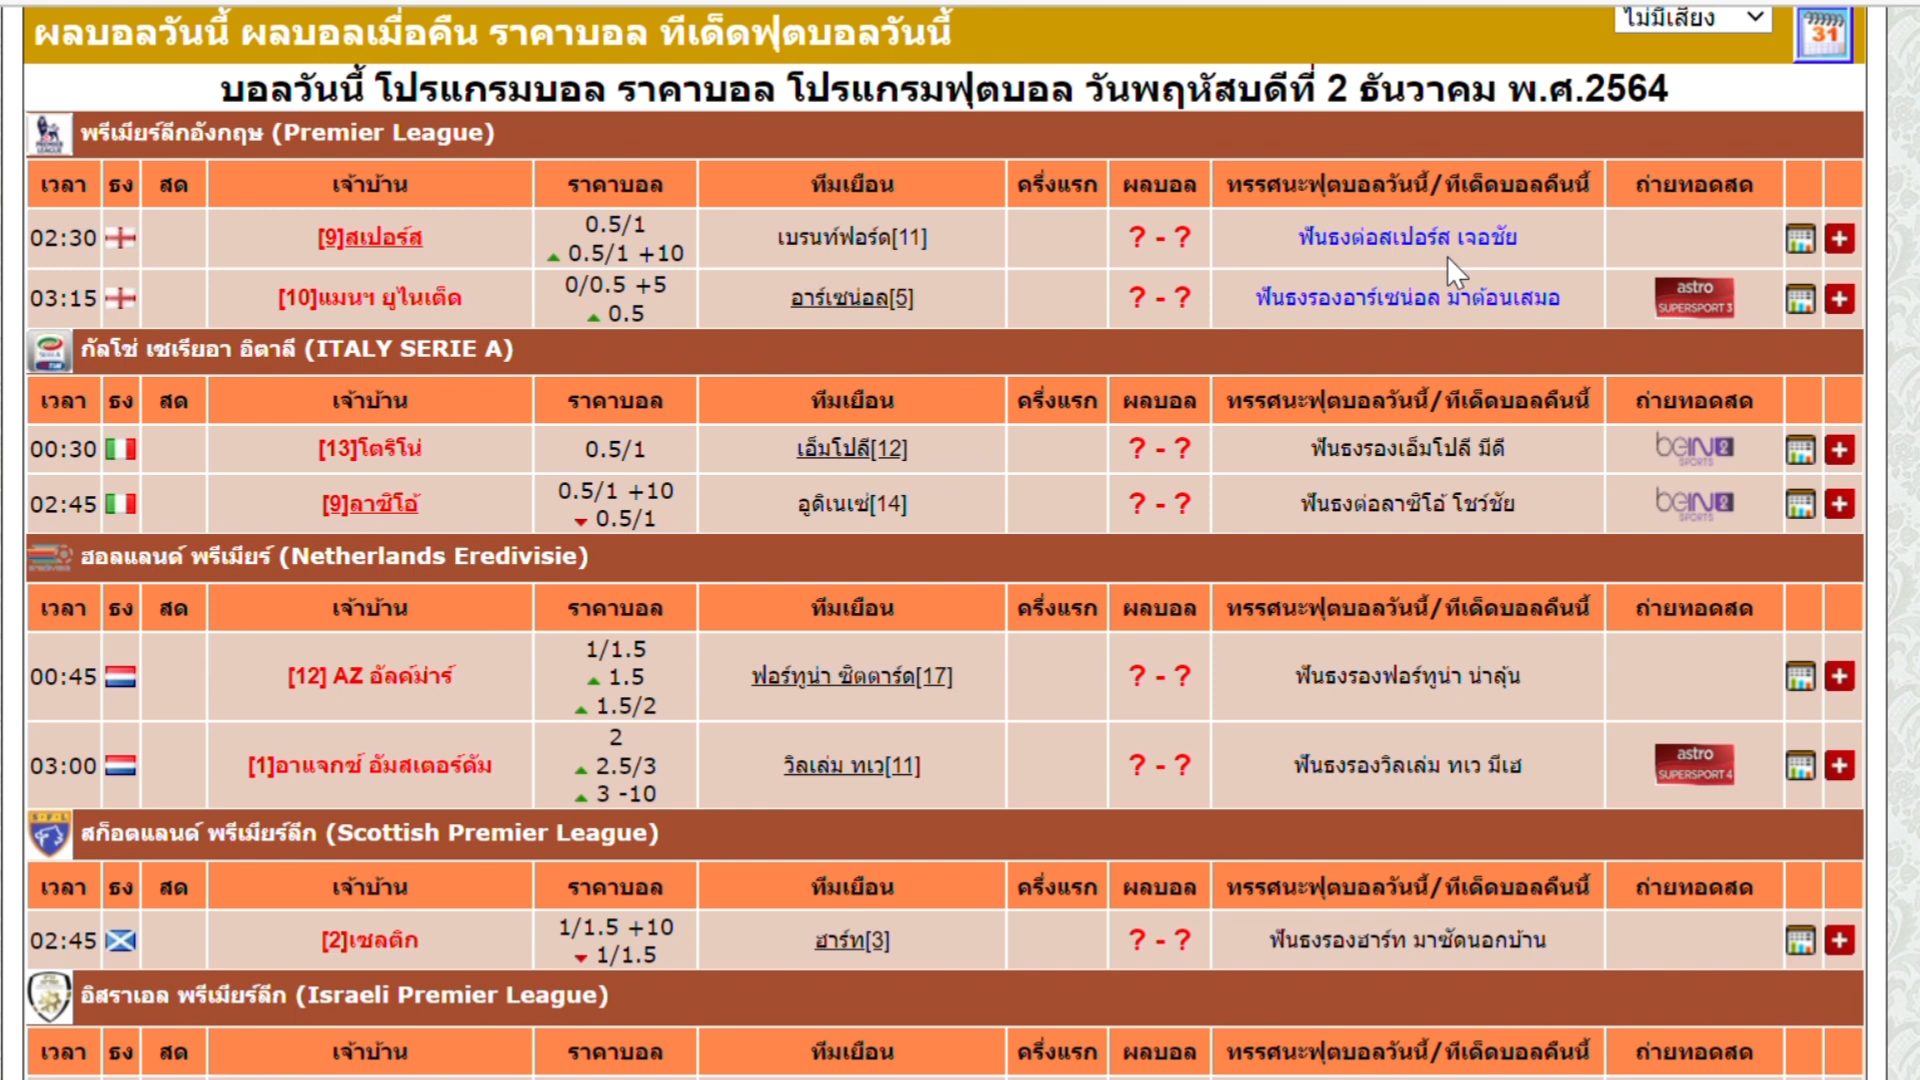 ผลบอลวันนี้ ผลบอลเมื่อคืน ราคาบอล ทีเด็ดฟุตบอลวันนี้ ไม่มีเสียง 31
บอลวันนี้ โปรแกรมบอล ราคาบอล โปรแกรมฟุตบอล วันพฤหัสบดีที่ 2 ธันวาคม พ.ศ.2564
พรีเมียร์ลีกอังกฤษ (Premier League)
เวลา ธง สด เจ้าบ้าน ราคาบอล ทีมเยือน ครึ่งแรก ผลบอล ทรรศนะฟุตบอลวันนี้/ทีเด็ดบอลคืนนี้ ถ่ายทอดสด
02:30 [9]สเปอร์ส 0.5/1 เบรนท์ฟอร์ด[11] ? - ? ฟันธงต่อสเปอร์ส เจอชัย
0.5/1 +10
03:15 [10]แมนฯ ยูไนเต็ด 0/0.5 +5 อาร์เซน่อล[5] ? - ? ฟันธงรองอาร์เซน่อล มาต้อนเสมอ astro SUPERSPORT 3
0.5
กัลโช่ เซเรียอา อิตาลี (ITALY SERIE A)
เวลา ธง สด เจ้าบ้าน ราคาบอล ทีมเยือน ครึ่งแรก ผลบอล ทรรศนะฟุตบอลวันนี้/ทีเด็ดบอลคืนนี้ ถ่ายทอดสด
00:30 [13]โตริโน่ 0.5/1 เอ็มโปลี[12] ? - ? ฟันธงรองเอ็มโปลี มีดี beIN SPORTS 2
02:45 [9]ลาซิโอ้ 0.5/1 +10 อูดิเนเซ่[14] ? - ? ฟันธงต่อลาซิโอ้ โชว์ชัย beIN SPORTS
0.5/1
ฮอลแลนด์ พรีเมียร์ (Netherlands Eredivisie)
เวลา ธง สด เจ้าบ้าน ราคาบอล ทีมเยือน ครึ่งแรก ผลบอล ทรรศนะฟุตบอลวันนี้/ทีเด็ดบอลคืนนี้ ถ่ายทอดสด
00:45 [12] AZ อัลค์ม่าร์ 1/1.5 ฟอร์ทูน่า ซิตตาร์ด[17] ? - ? ฟันธงรองฟอร์ทูน่า น่าลุ้น
1.5
1.5/2
03:00 [1]อาแจกซ์ อัมสเตอร์ดัม 2 วิลเล่ม ทเว[11] ? - ? ฟันธงรองวิลเล่ม ทเว มีเฮ astro SUPERSPORT 4
2.5/3
3 -10
สก็อตแลนด์ พรีเมียร์ลีก (Scottish Premier League)
เวลา ธง สด เจ้าบ้าน ราคาบอล ทีมเยือน ครึ่งแรก ผลบอล ทรรศนะฟุตบอลวันนี้/ทีเด็ดบอลคืนนี้ ถ่ายทอดสด
02:45 [2]เซลติก 1/1.5 +10 ฮาร์ท[3] ? - ? ฟันธงรองฮาร์ท มาซัดนอกบ้าน
1/1.5
อิสราเอล พรีเมียร์ลีก (Israeli Premier League)
เวลา ธง สด เจ้าบ้าน ราคาบอล ทีมเยือน ครึ่งแรก ผลบอล ทรรศนะฟุตบอลวันนี้/ทีเด็ดบอลคืนนี้ ถ่ายทอดสด